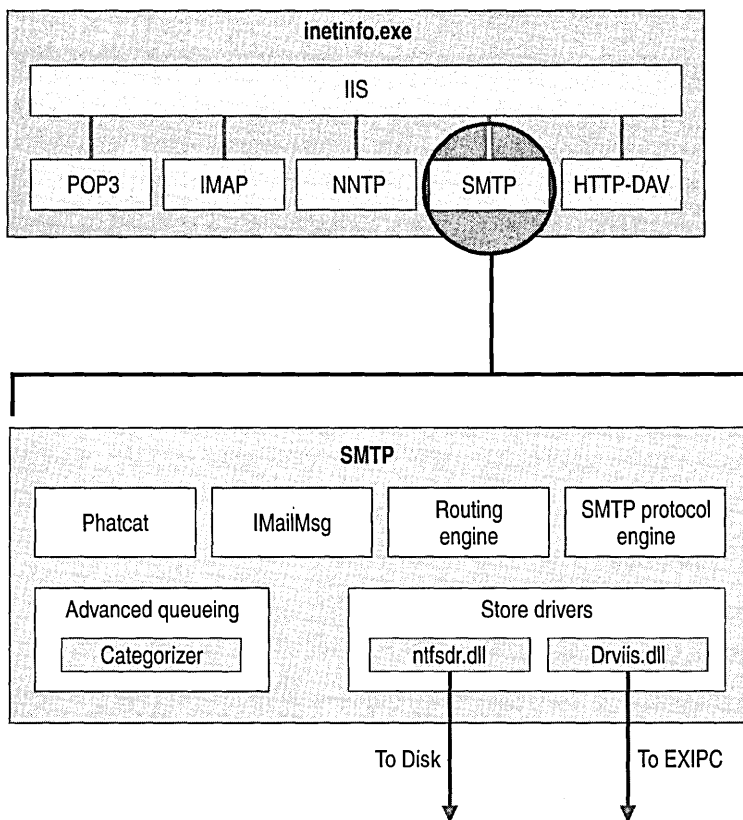 inetinfo.exe
IIS
POP3
IMAP
NNTP
SMTP
HTTP-DAV
SMTP
Phatcat
IMailMsg
Routing
engine
SMTP protocol
engine
Advanced queueing
Categorizer
Store drivers
ntfsdr.dll
Drviis.dll
To Disk
To EXIPC